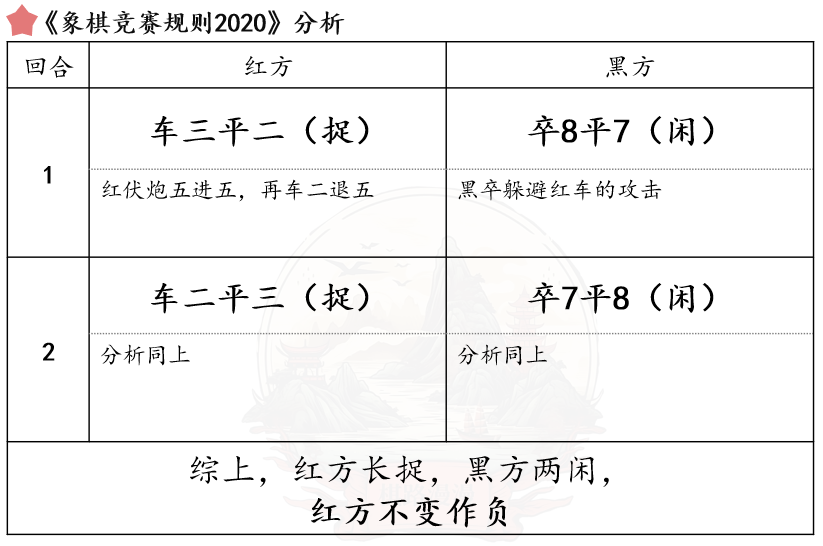 《象棋竞赛规则2020》分析
回合 红方 黑方
1 车三平二（捉） 卒8平7（闲）
红伏炮五进五，再车二退五 黑卒躲避红车的攻击
2 车二平三（捉） 卒7平8（闲）
分析同上 分析同上
综上，红方长捉，黑方两闲，
红方不变作负